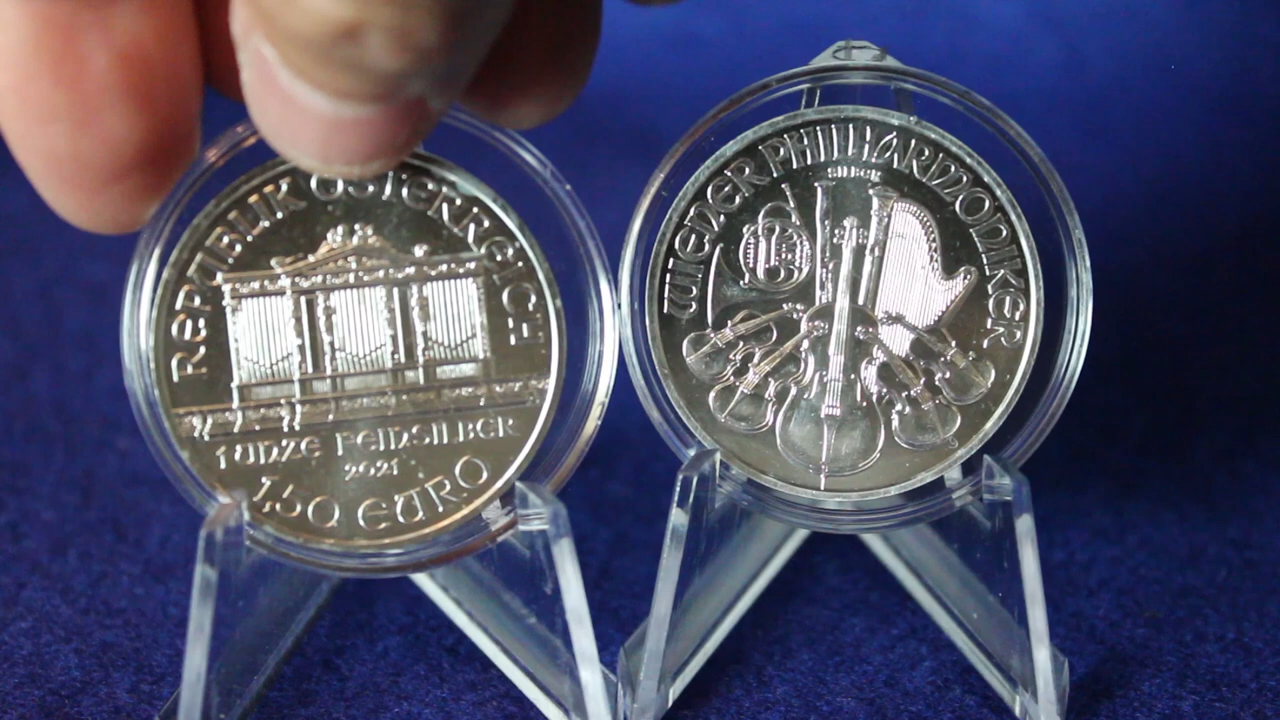 REPUBLIK ÖSTERREICH
1 UNZE FEINSILBER
2021
1,50 EURO
WIENER PHILHARMONIKER
SILBER